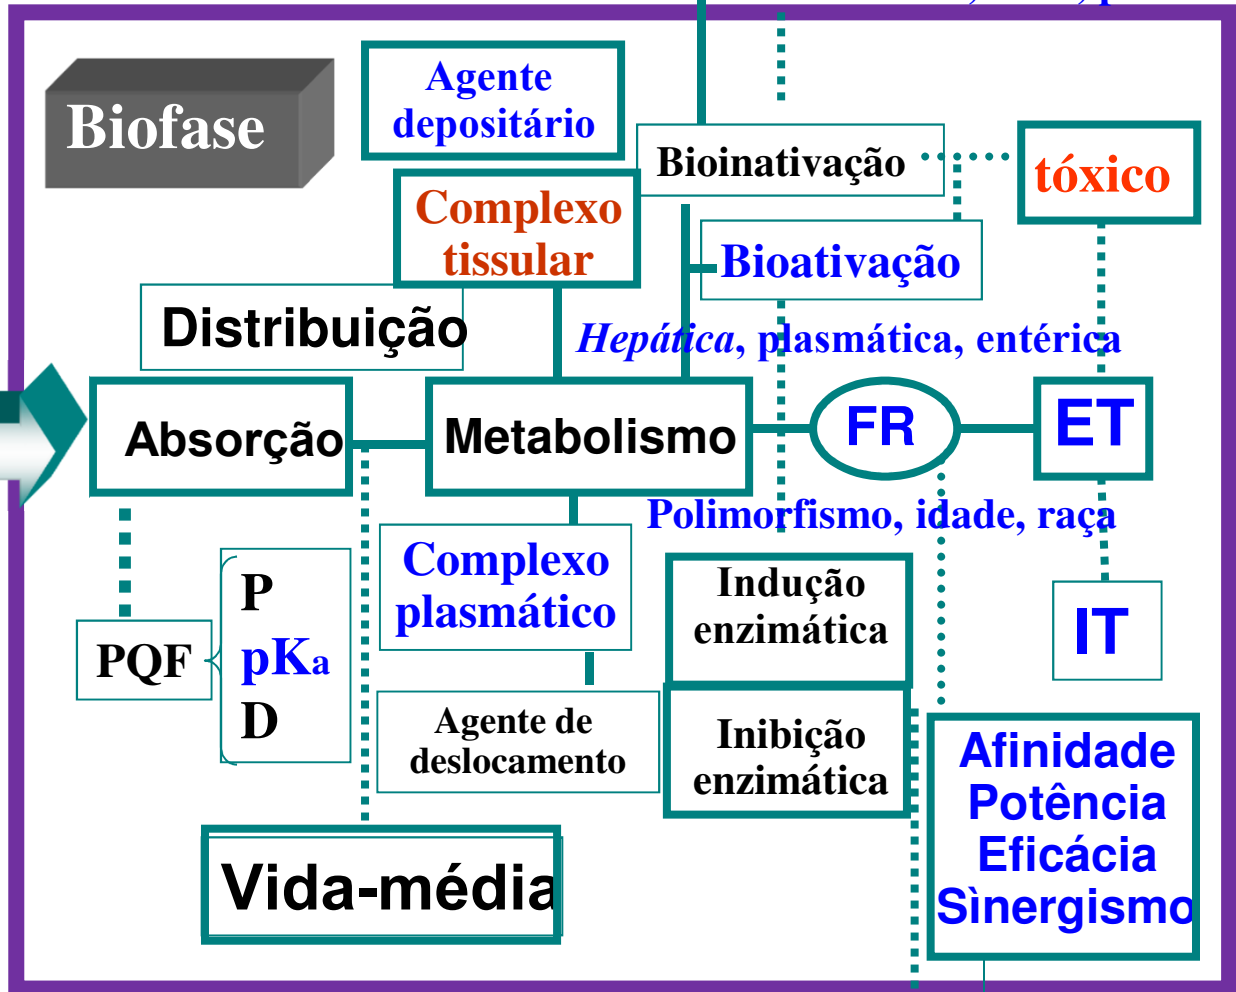 Biofase
Agente
depositário
Bioinativação
tóxico
Complexo
tissular
Bioativação
Distribuição
Hepática, plasmática, entérica
Absorção
Metabolismo
FR
ET
Polimorfismo, idade, raça
Complexo
plasmático
P
pKa
D
PQF
Indução
enzimática
IT
Agente de
deslocamento
Inibição
enzimática
Afinidade
Potência
Eficácia
Sìnergismo
Vida-média